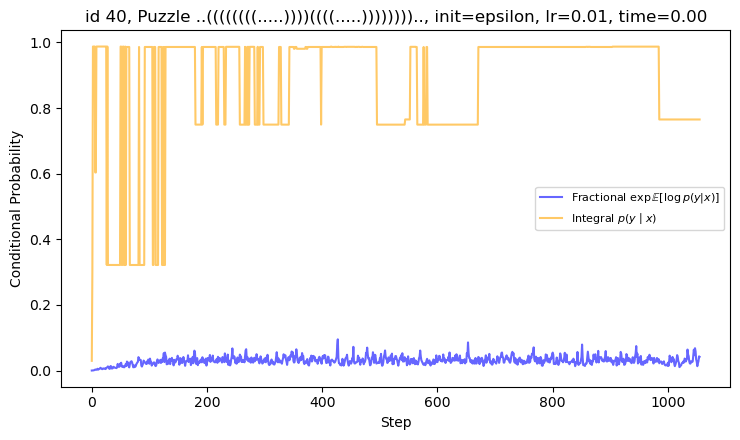 id 40, Puzzle ..((((((((.....))))((((.....)))))))).., init=epsilon, lr=0.01, time=0.00
Conditional Probability
1.0
0.8
0.6
0.4
0.2
0.0
Fractional exp𝔼[log p(y|x)]
Integral p(y | x)
0 200 400 600 800 1000
Step